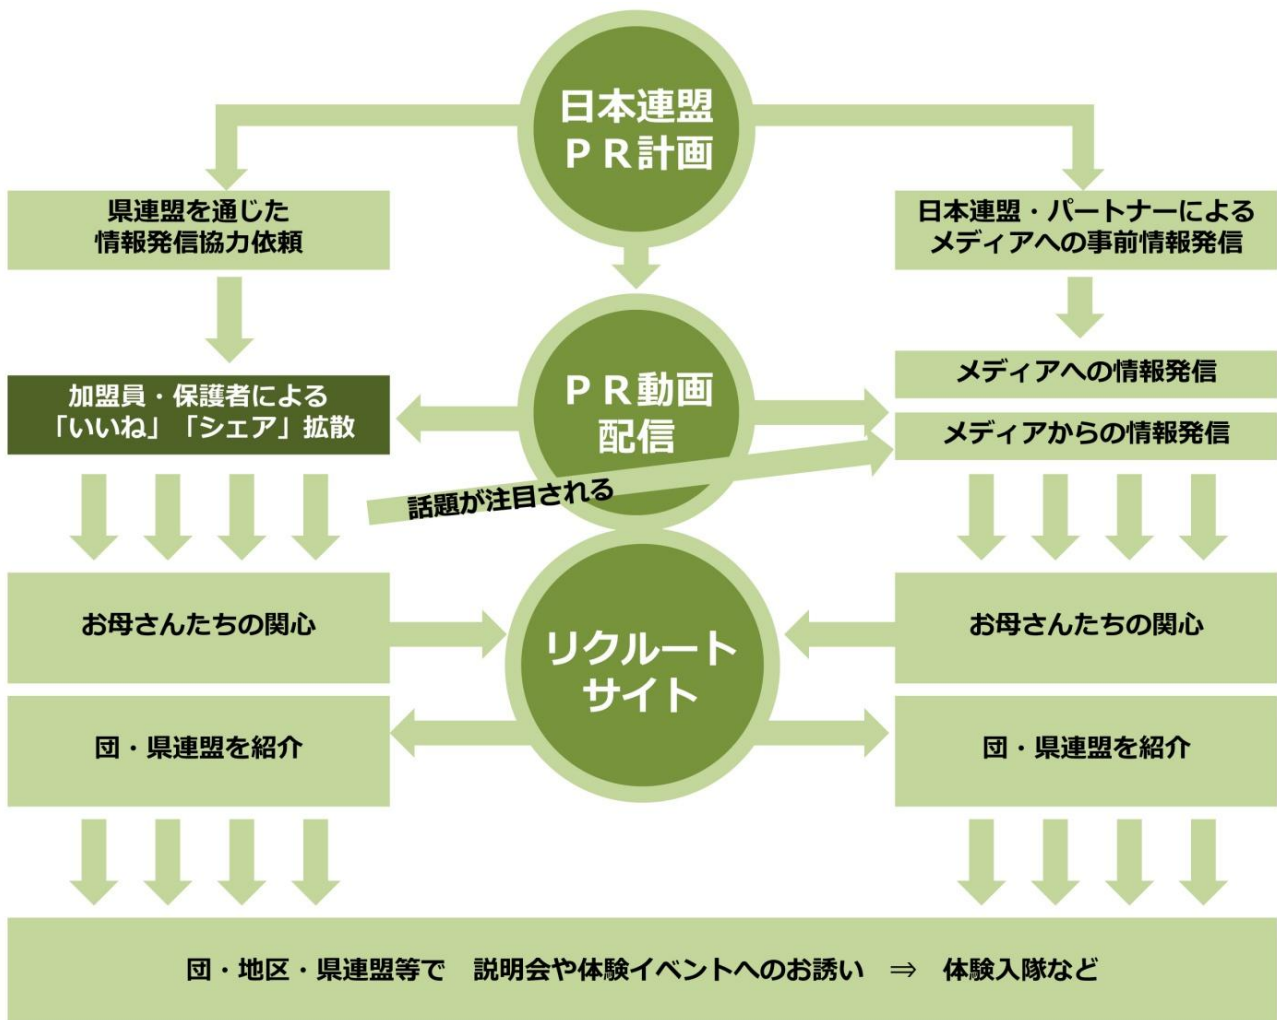 日本連盟
ＰＲ計画
県連盟を通じた
情報発信協力依頼
日本連盟・パートナーによる
メディアへの事前情報発信
加盟員・保護者による
「いいね」「シェア」拡散
ＰＲ動画
配信
メディアへの情報発信
メディアからの情報発信
話題が注目される
お母さんたちの関心
リクルート
サイト
お母さんたちの関心
団・県連盟を紹介
団・県連盟を紹介
団・地区・県連盟等で　説明会や体験イベントへのお誘い　⇒　体験入隊など